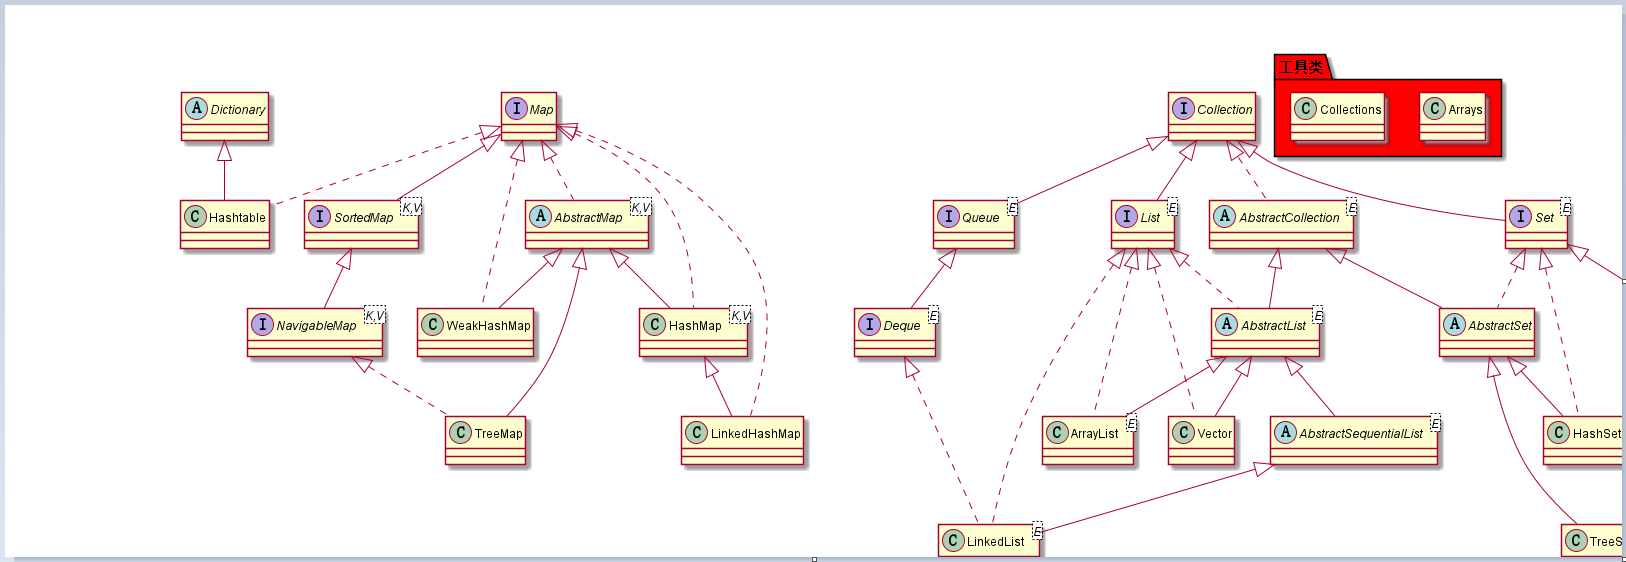 工具类
A Dictionary
I Map
I Collection
C Collections
C Arrays
C Hashtable
I SortedMap K,V
A AbstractMap K,V
I Queue E
I List E
A AbstractCollection E
I Set E
I NavigableMap K,V
C WeakHashMap
C HashMap K,V
I Deque E
A AbstractList E
A AbstractSet
C TreeMap
C LinkedHashMap
C ArrayList E
C Vector
A AbstractSequentialList E
C HashSet
C LinkedList E
C TreeS